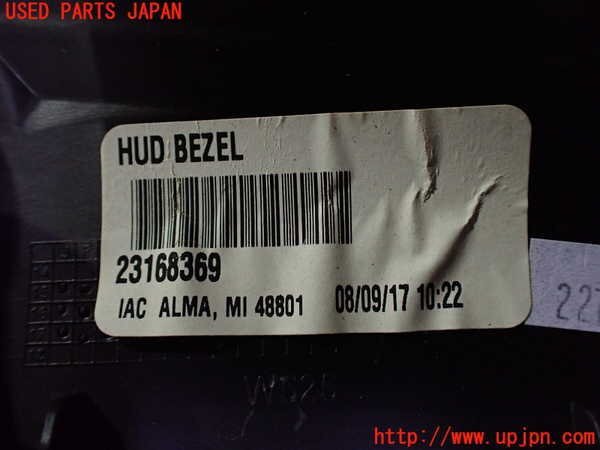 USED PARTS JAPAN
HUD BEZEL
23168369
IAC ALMA, MI 48801 08/09/17 10:22
227
http://www.upjpn.com